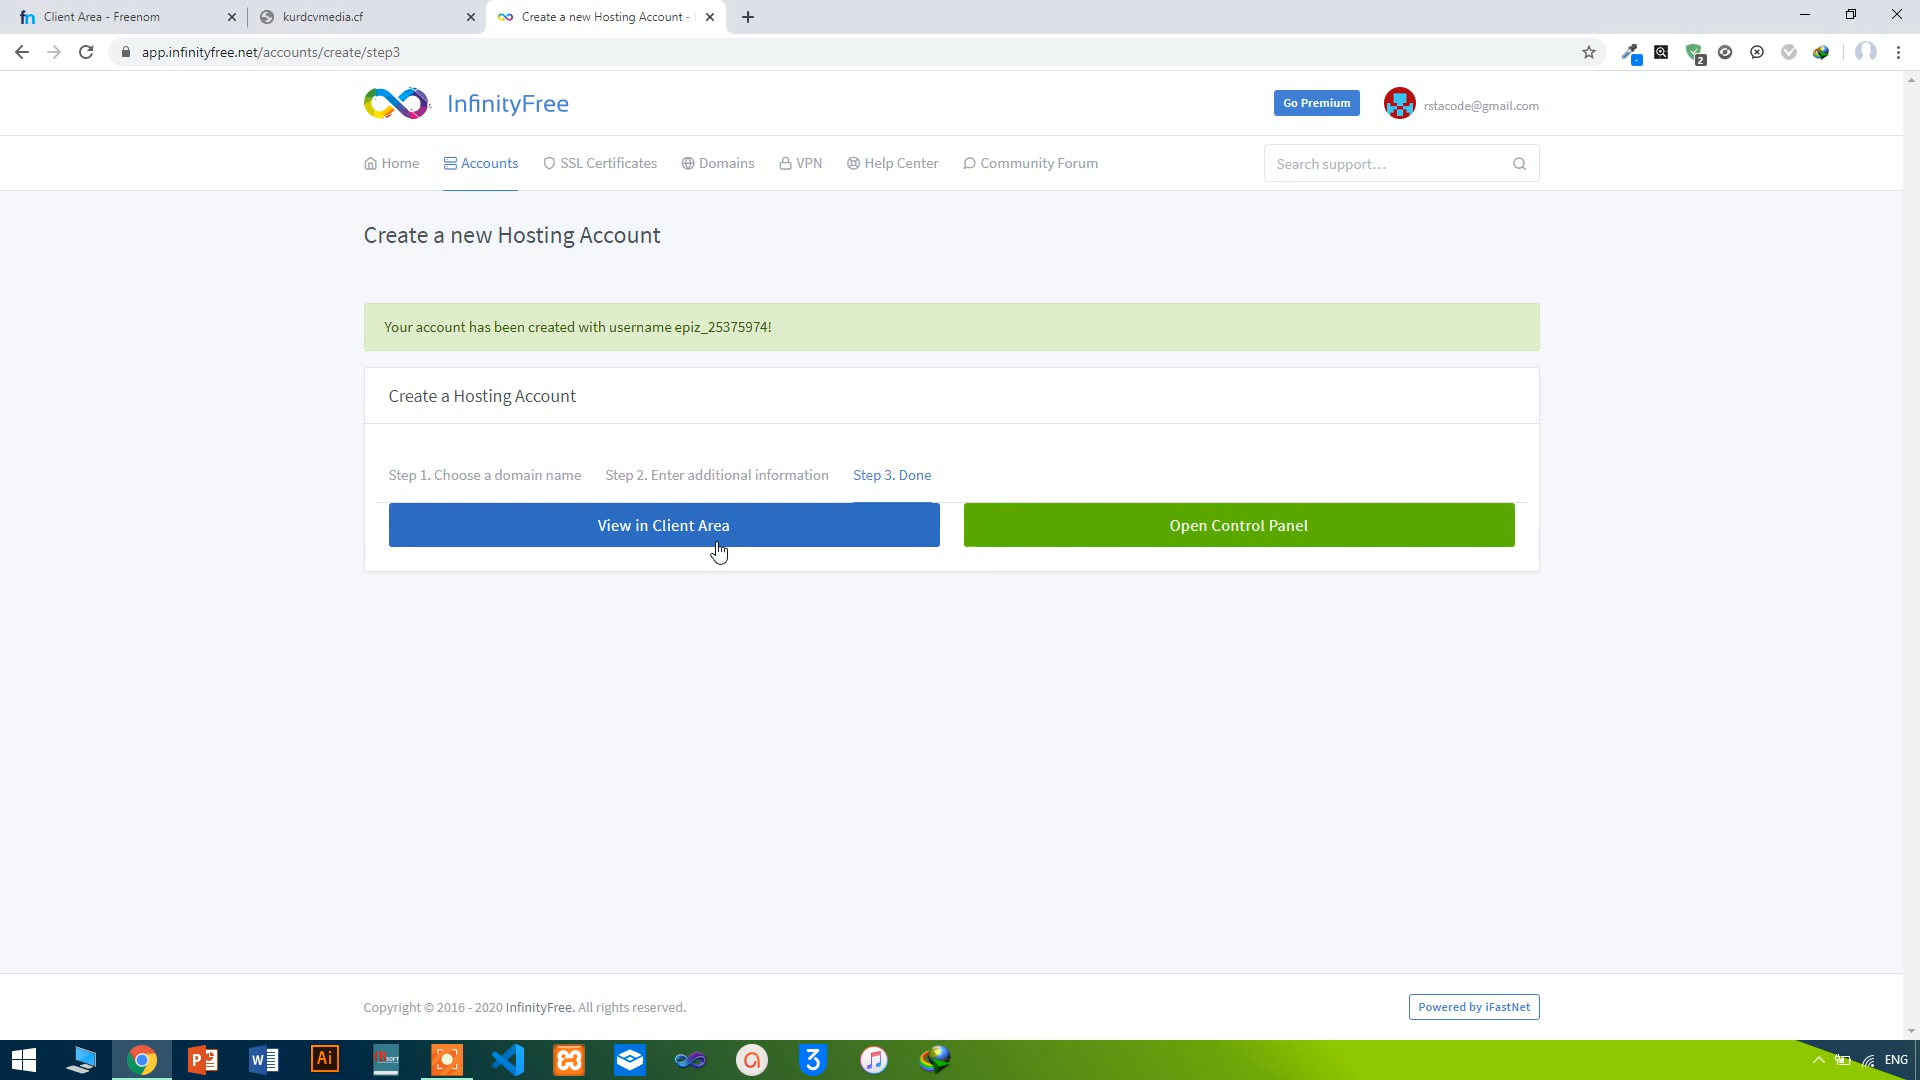 Client Area - Freenom
kurdcvmedia.cf
Create a new Hosting Account -
app.infinityfree.net/accounts/create/step3
2
InfinityFree
Go Premium
rstacode@gmail.com
Home
Accounts
SSL Certificates
Domains
VPN
Help Center
Community Forum
Search support...
Create a new Hosting Account
Your account has been created with username epiz_25375974!
Create a Hosting Account
Step 1. Choose a domain name
Step 2. Enter additional information
Step 3. Done
View in Client Area
Open Control Panel
Copyright © 2016 - 2020 InfinityFree. All rights reserved.
Powered by iFastNet
Ai
3
ENG